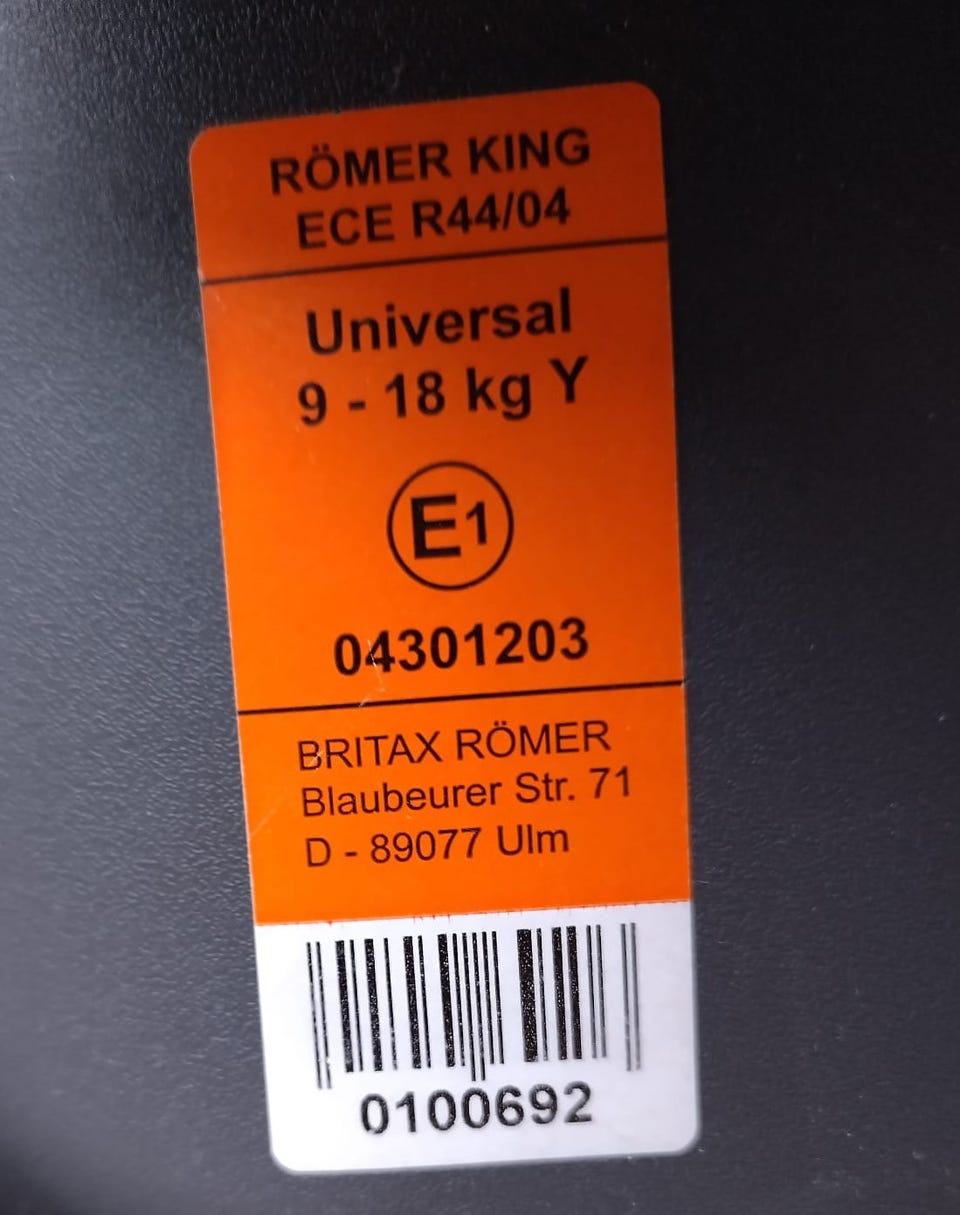 RÖMER KING
ECE R44/04
Universal
9 - 18 kg Y
E1
04301203
BRITAX RÖMER
Blaubeurer Str. 71
D - 89077 Ulm
0100692